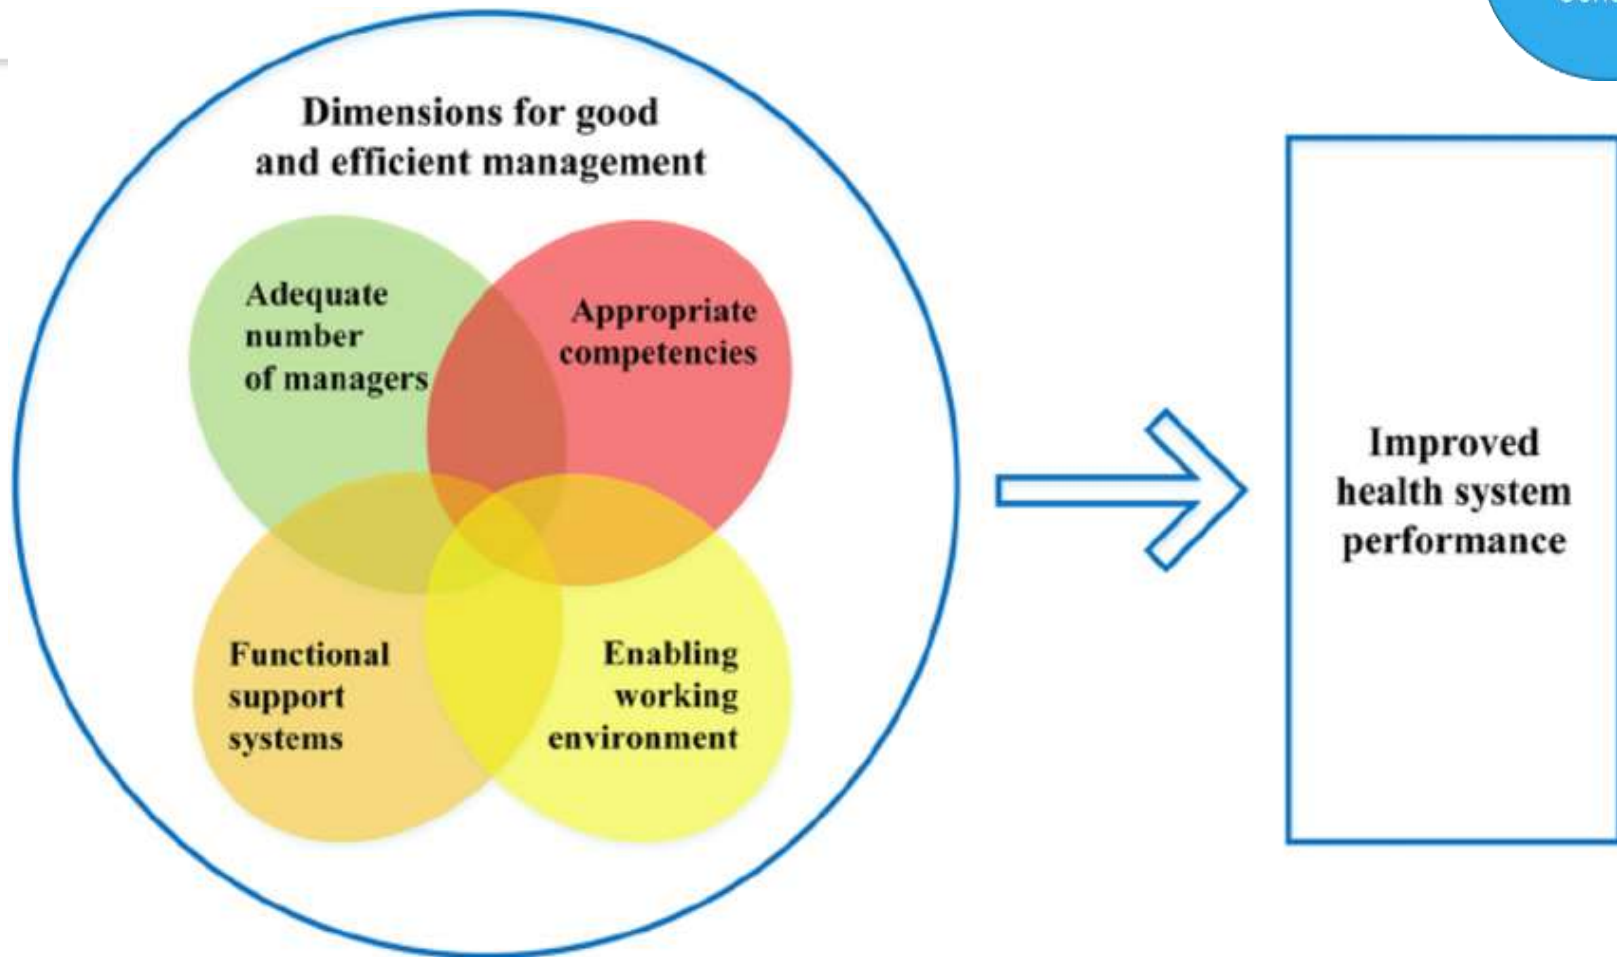 Dimensions for good
and efficient management
Adequate
number
of managers
Appropriate
competencies
Functional
support
systems
Enabling
working
environment
Improved
health system
performance